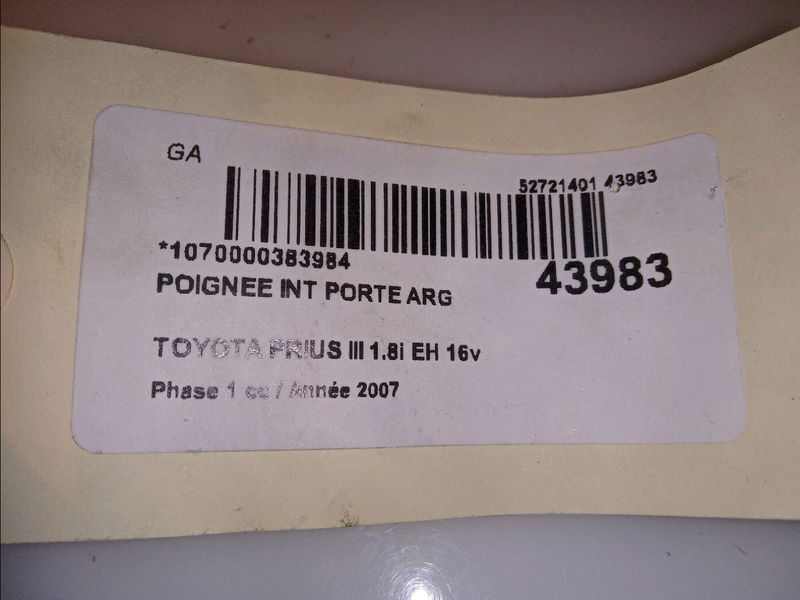 GA
52721401 43983
*1070000383984
43983
POIGNEE INT PORTE ARG
TOYOTA PRIUS III 1.8i EH 16v
Phase 1 cc / Année 2007